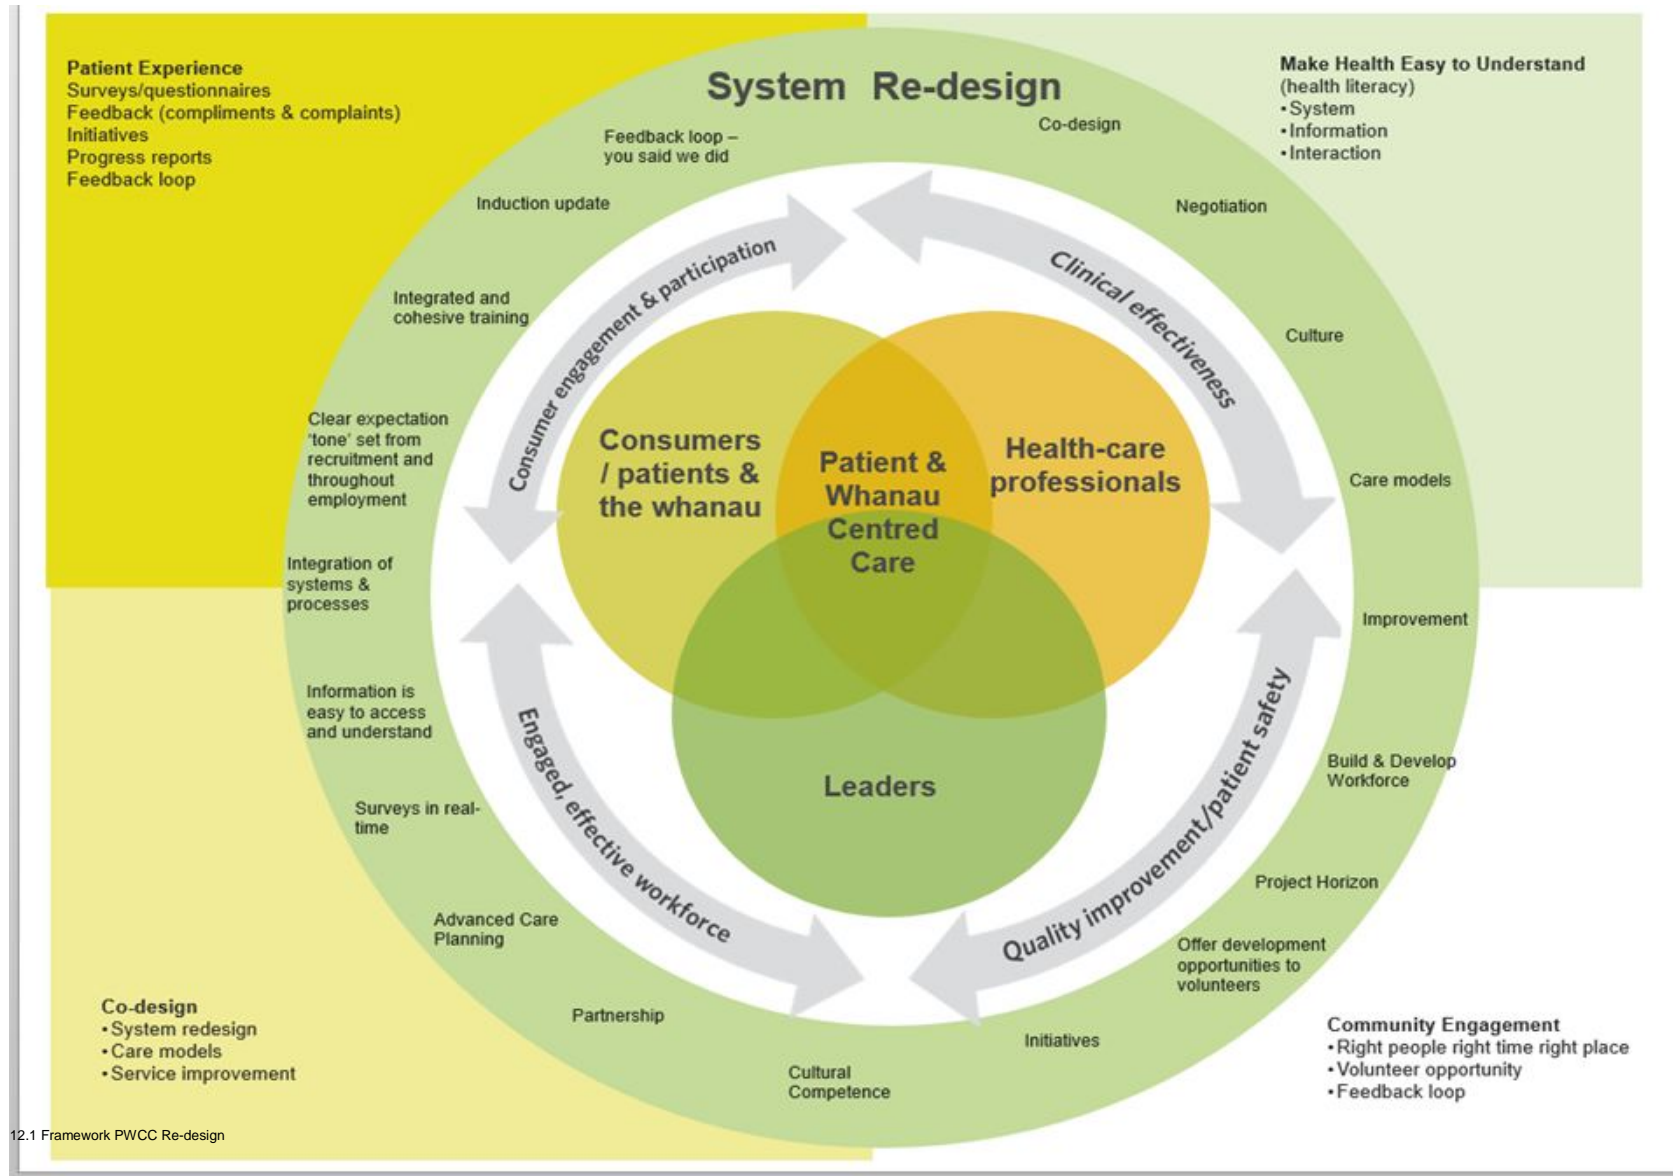 Patient Experience
Surveys/questionnaires
Feedback (compliments & complaints)
Initiatives
Progress reports
Feedback loop
Make Health Easy to Understand
(health literacy)
• System
• Information
• Interaction
System Re-design
Co-design
Negotiation
Culture
Care models
Improvement
Build & Develop
Workforce
Project Horizon
Offer development
opportunities to
volunteers
Initiatives
Cultural
Competence
Partnership
Advanced Care
Planning
Surveys in real-
time
Information is
easy to access
and understand
Integration of
systems &
processes
Clear expectation
'tone' set from
recruitment and
throughout
employment
Integrated and
cohesive training
Induction update
Feedback loop –
you said we did
Consumer engagement & participation
Clinical effectiveness
Quality improvement/patient safety
Engaged, effective workforce
Consumers
/ patients &
the whanau
Patient &
Whanau
Centred
Care
Health-care
professionals
Leaders
Co-design
• System redesign
• Care models
• Service improvement
Community Engagement
• Right people right time right place
• Volunteer opportunity
• Feedback loop
12.1 Framework PWCC Re-design